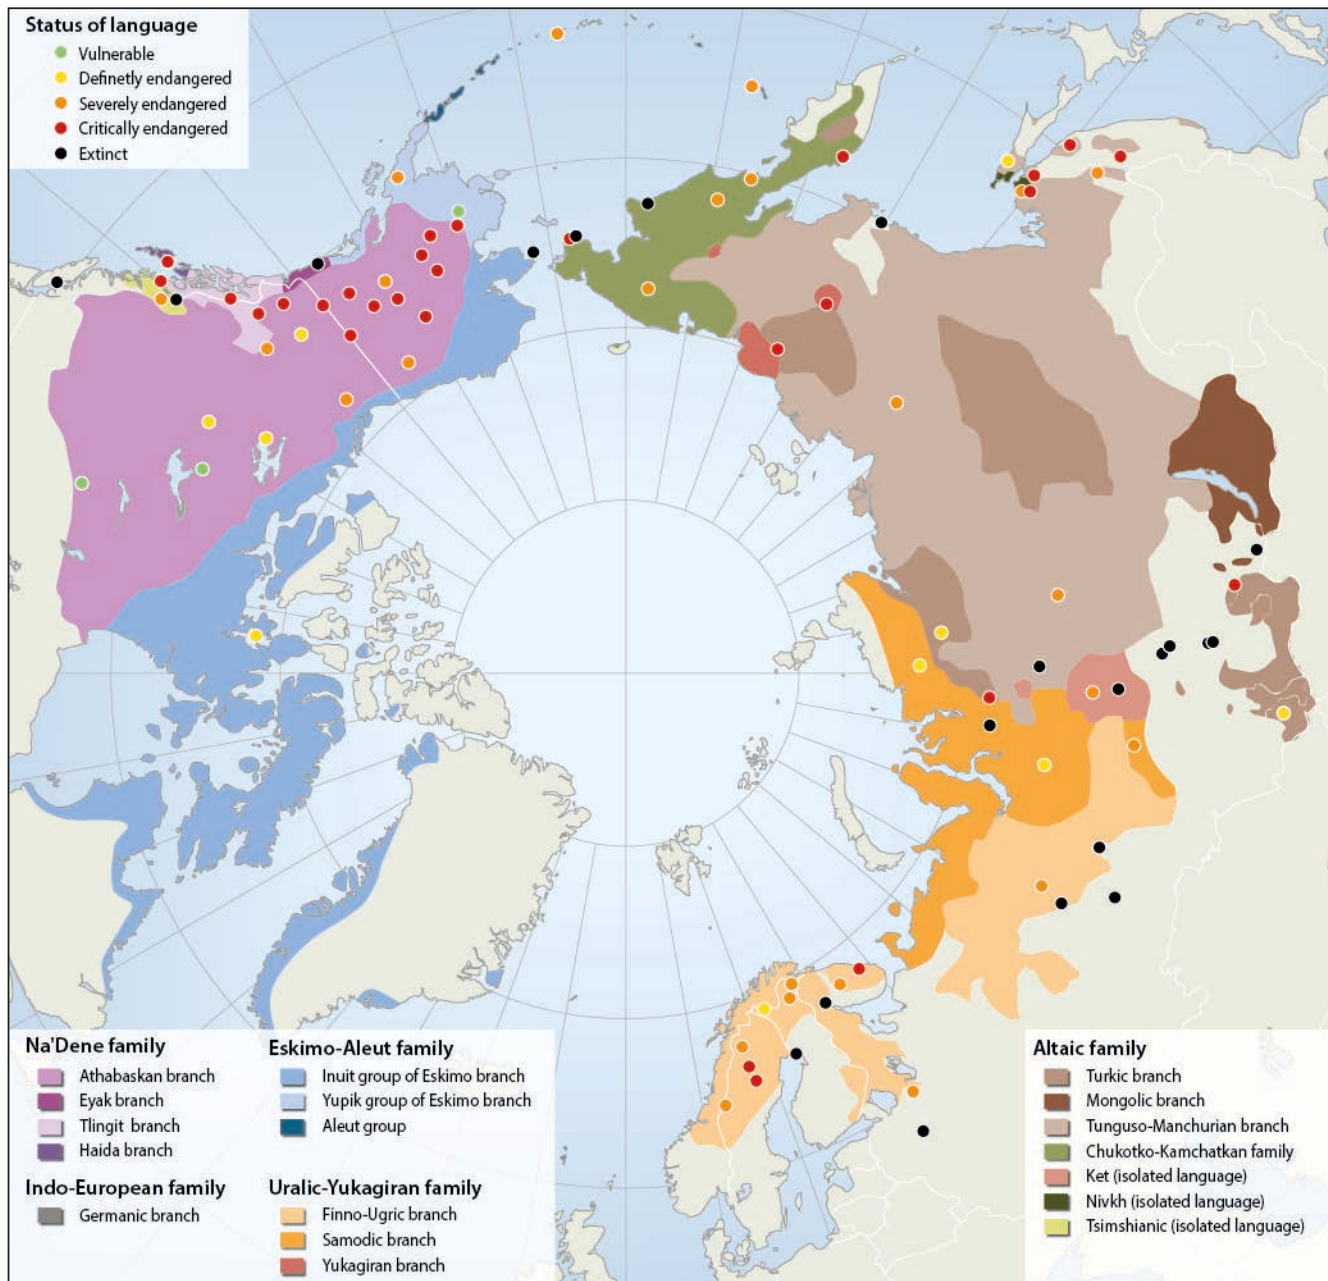 Status of language
Vulnerable
Definetly endangered
Severely endangered
Critically endangered
Extinct
Na'Dene family
Athabaskan branch
Eyak branch
Tlingit branch
Haida branch
Indo-European family
Germanic branch
Eskimo-Aleut family
Inuit group of Eskimo branch
Yupik group of Eskimo branch
Aleut group
Uralic-Yukagiran family
Finno-Ugric branch
Samodic branch
Yukagiran branch
Altaic family
Turkic branch
Mongolic branch
Tunguso-Manchurian branch
Chukotko-Kamchatkan family
Ket (isolated language)
Nivkh (isolated language)
Tsimshianic (isolated language)